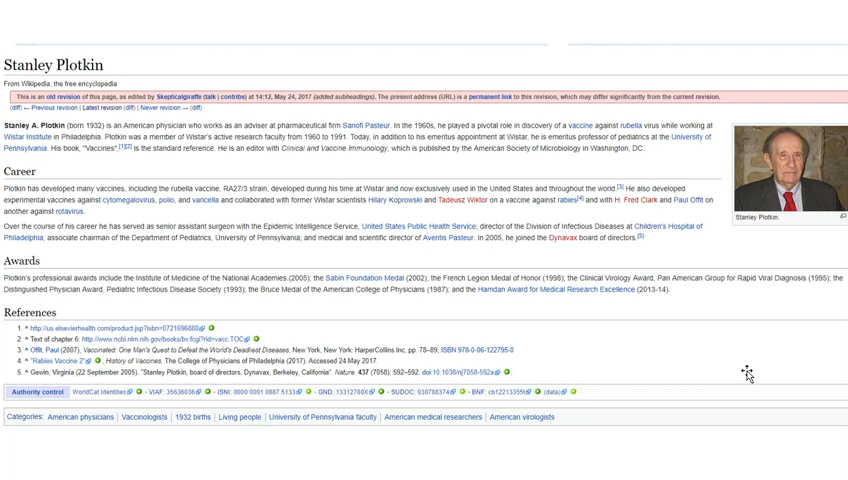 Stanley Plotkin
From Wikipedia, the free encyclopedia
This is an old revision of this page, as edited by Skepticalgiraffe (talk | contribs) at 14:12, May 24, 2017 (added subheadings). The present address (URL) is a permanent link to this revision, which may differ significantly from the current revision.
(diff) ← Previous revision | Latest revision (diff) | Newer revision → (diff)
Stanley A. Plotkin (born 1932) is an American physician who works as an adviser at pharmaceutical firm Sanofi Pasteur. In the 1960s, he played a pivotal role in discovery of a vaccine against rubella virus while working at
Wistar Institute in Philadelphia. Plotkin was a member of Wistar's active research faculty from 1960 to 1991. Today, in addition to his emeritus appointment at Wistar, he is emeritus professor of pediatrics at the University of
Pennsylvania. His book, "Vaccines",[1][2] is the standard reference. He is an editor with Clinical and Vaccine Immunology, which is published by the American Society of Microbiology in Washington, DC.
Stanley Plotkin.
Career
Plotkin has developed many vaccines, including the rubella vaccine, RA27/3 strain, developed during his time at Wistar and now exclusively used in the United States and throughout the world.[3] He also developed
experimental vaccines against cytomegalovirus, polio, and varicella and collaborated with former Wistar scientists Hilary Koprowski and Tadeusz Wiktor on a vaccine against rabies[4] and with H. Fred Clark and Paul Offit on
another against rotavirus.
Over the course of his career he has served as senior assistant surgeon with the Epidemic Intelligence Service, United States Public Health Service; director of the Division of Infectious Diseases at Children's Hospital of
Philadelphia; associate chairman of the Department of Pediatrics, University of Pennsylvania; and medical and scientific director of Aventis Pasteur. In 2005, he joined the Dynavax board of directors.[5]
Awards
Plotkin's professional awards include the Institute of Medicine of the National Academies.(2005); the Sabin Foundation Medal (2002); the French Legion Medal of Honor (1998); the Clinical Virology Award, Pan American Group for Rapid Viral Diagnosis (1995); the
Distinguished Physician Award, Pediatric Infectious Disease Society (1993); the Bruce Medal of the American College of Physicians (1987); and the Hamdan Award for Medical Research Excellence (2013-14).
References
1. ^ http://us.elsevierhealth.com/product.jsp?isbn=0721696880
2. ^ Text of chapter 6: http://www.ncbi.nlm.nih.gov/books/bv.fcgi?rid=vacc.TOC
3. ^ Offit, Paul (2007), Vaccinated: One Man's Quest to Defeat the World's Deadliest Diseases, New York, New York: HarperCollins Inc, pp. 78–89, ISBN 978-0-06-122795-0
4. ^ "Rabies Vaccine 2". History of Vaccines, The College of Physicians of Philadelphia (2017). Accessed 24 May 2017.
5. ^ Gewin, Virginia (22 September 2005). "Stanley Plotkin, board of directors, Dynavax, Berkeley, California". Nature. 437 (7058): 592–592. doi:10.1038/nj7058-592a
Authority control WorldCat Identities · VIAF: 35636036 · ISNI: 0000 0001 0887 5133 · GND: 13312780X · SUDOC: 030788374 · BNF: cb12213355t (data)
Categories: American physicians | Vaccinologists | 1932 births | Living people | University of Pennsylvania faculty | American medical researchers | American virologists